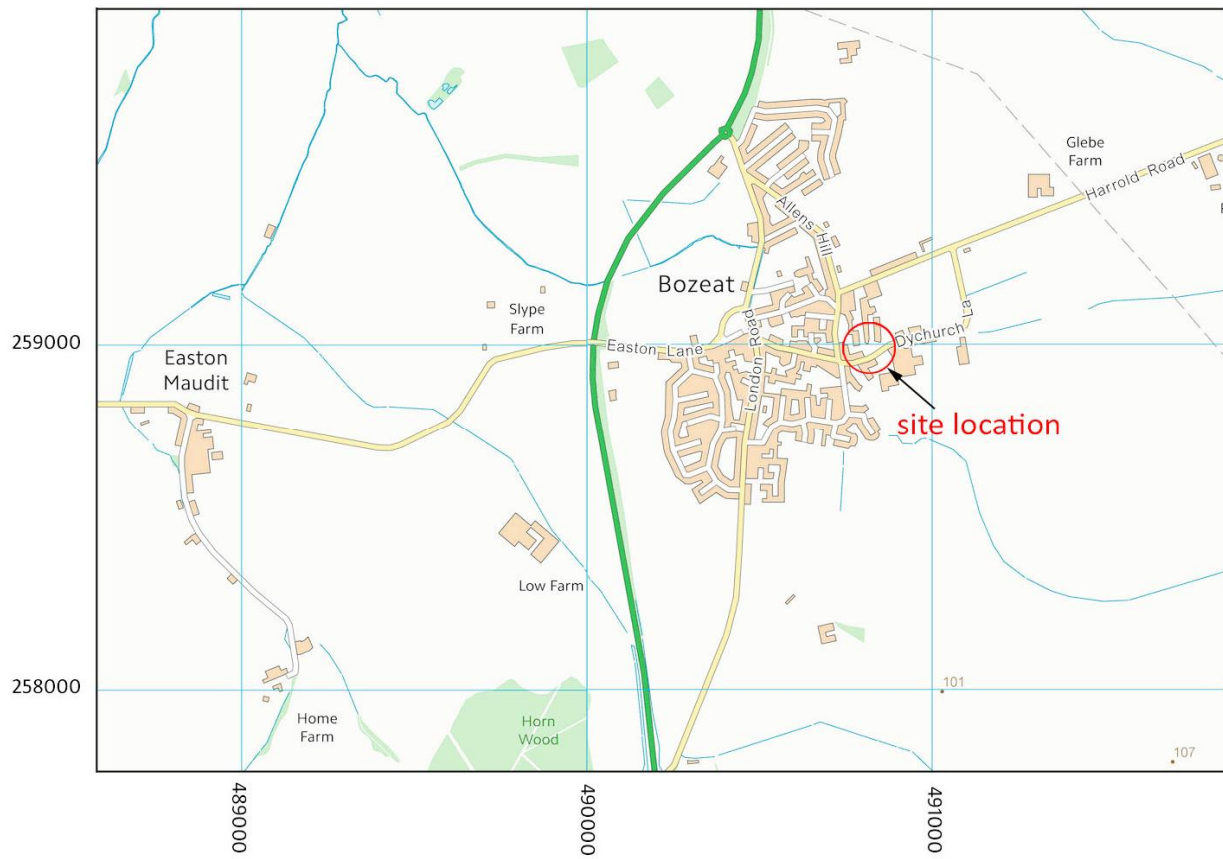 Glebe
Farm
Harrold Road
Allens Hill
Bozeat
Slype
Farm
259000
Easton Lane
London Road
Dychurch
La
Easton
Maudit
site location
Low Farm
258000
101
Home
Farm
Horn
Wood
107
489000
490000
491000